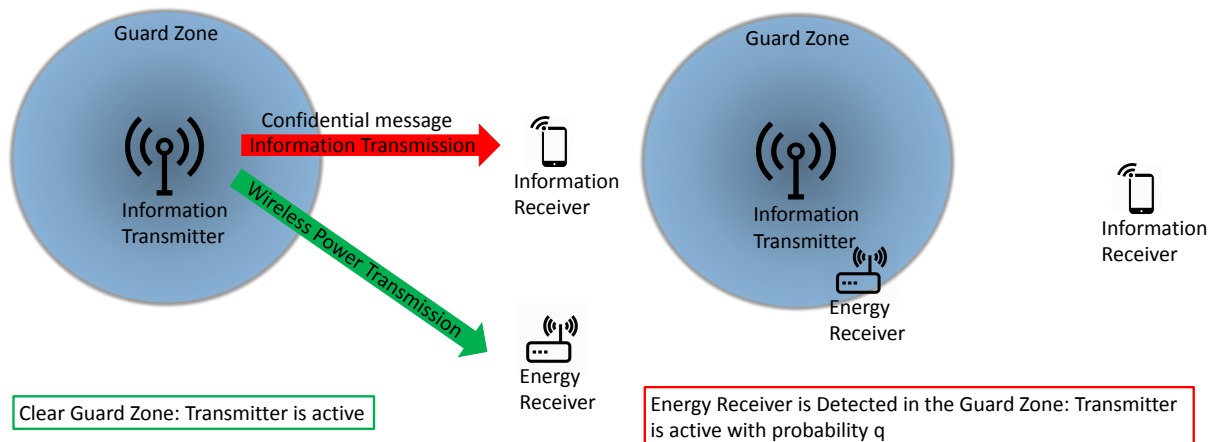 Guard Zone
Confidential message
Information Transmission
Information
Transmitter
Information
Receiver
Wireless Power Transmission
Energy
Receiver
Clear Guard Zone: Transmitter is active
Guard Zone
Information
Transmitter
Information
Receiver
Energy
Receiver
Energy Receiver is Detected in the Guard Zone: Transmitter
is active with probability q